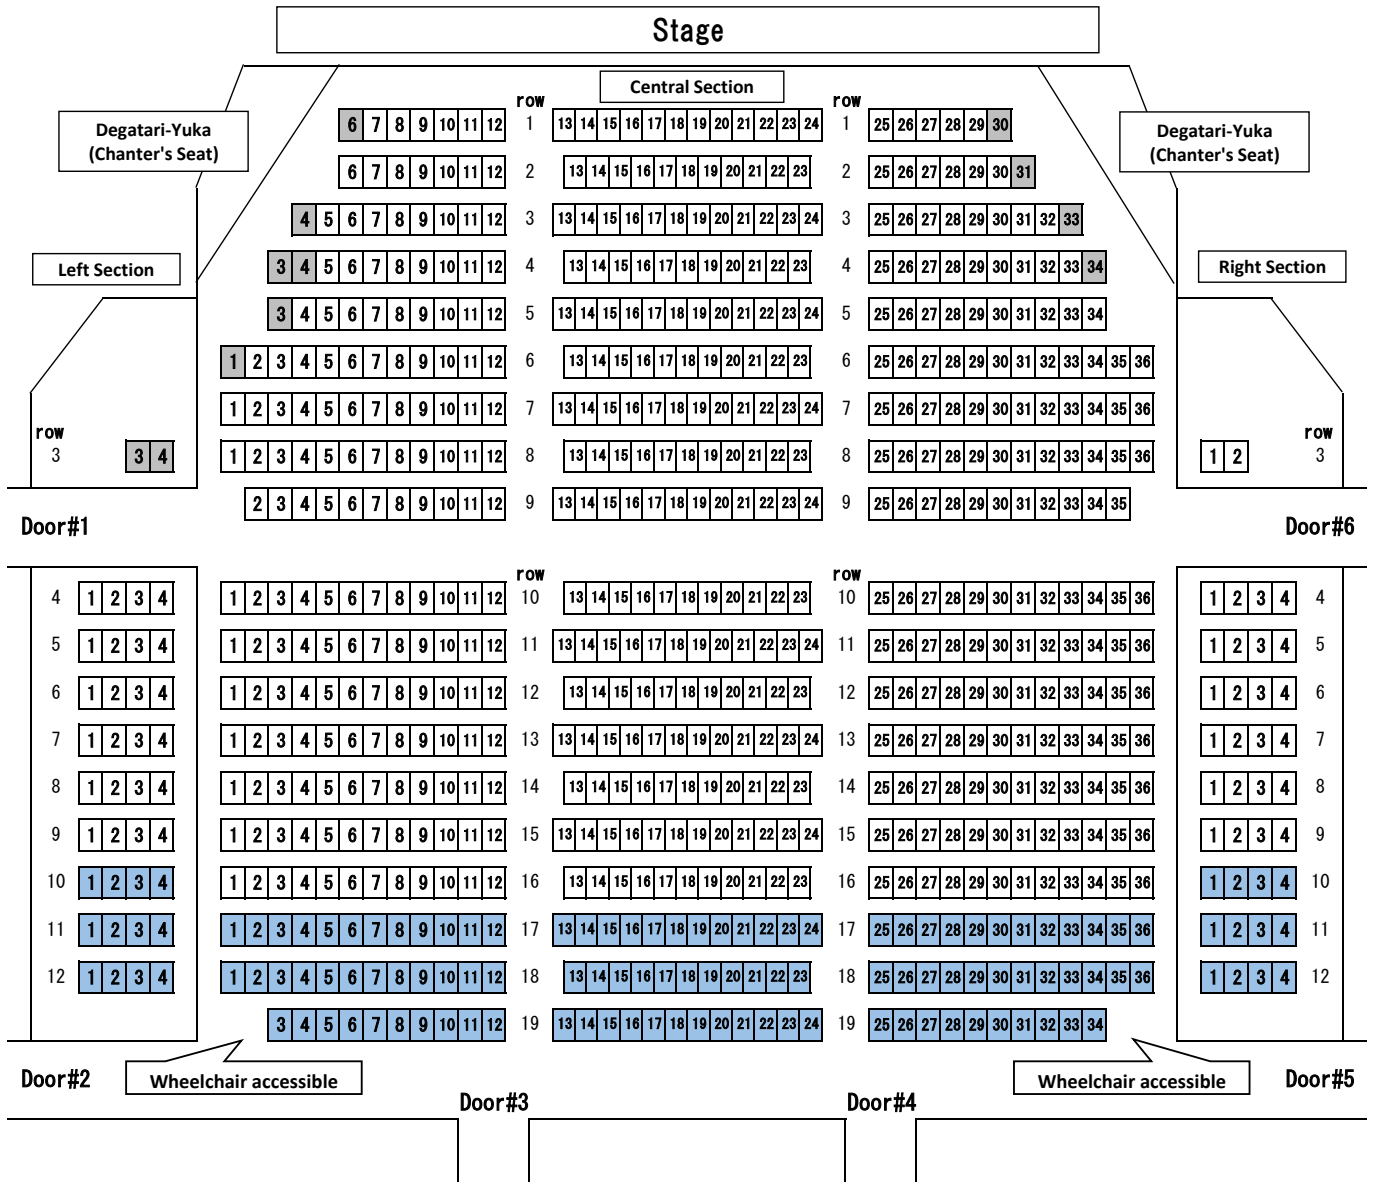 Stage
Central Section
Degatari-Yuka
(Chanter's Seat)
Degatari-Yuka
(Chanter's Seat)
row row
6 7 8 9 10 11 12 1 13 14 15 16 17 18 19 20 21 22 23 24 1 25 26 27 28 29 30
6 7 8 9 10 11 12 2 13 14 15 16 17 18 19 20 21 22 23 2 25 26 27 28 29 30 31
4 5 6 7 8 9 10 11 12 3 13 14 15 16 17 18 19 20 21 22 23 24 3 25 26 27 28 29 30 31 32 33
Left Section
Right Section
3 4 5 6 7 8 9 10 11 12 4 13 14 15 16 17 18 19 20 21 22 23 4 25 26 27 28 29 30 31 32 33 34
3 4 5 6 7 8 9 10 11 12 5 13 14 15 16 17 18 19 20 21 22 23 24 5 25 26 27 28 29 30 31 32 33 34
1 2 3 4 5 6 7 8 9 10 11 12 6 13 14 15 16 17 18 19 20 21 22 23 6 25 26 27 28 29 30 31 32 33 34 35 36
1 2 3 4 5 6 7 8 9 10 11 12 7 13 14 15 16 17 18 19 20 21 22 23 24 7 25 26 27 28 29 30 31 32 33 34 35 36
row row
3 3 4 1 2 3 4 5 6 7 8 9 10 11 12 8 13 14 15 16 17 18 19 20 21 22 23 8 25 26 27 28 29 30 31 32 33 34 35 36 1 2 3
2 3 4 5 6 7 8 9 10 11 12 9 13 14 15 16 17 18 19 20 21 22 23 24 9 25 26 27 28 29 30 31 32 33 34 35
Door#1 Door#6
row row
4 1 2 3 4 1 2 3 4 5 6 7 8 9 10 11 12 10 13 14 15 16 17 18 19 20 21 22 23 10 25 26 27 28 29 30 31 32 33 34 35 36 1 2 3 4 4
5 1 2 3 4 1 2 3 4 5 6 7 8 9 10 11 12 11 13 14 15 16 17 18 19 20 21 22 23 24 11 25 26 27 28 29 30 31 32 33 34 35 36 1 2 3 4 5
6 1 2 3 4 1 2 3 4 5 6 7 8 9 10 11 12 12 13 14 15 16 17 18 19 20 21 22 23 12 25 26 27 28 29 30 31 32 33 34 35 36 1 2 3 4 6
7 1 2 3 4 1 2 3 4 5 6 7 8 9 10 11 12 13 13 14 15 16 17 18 19 20 21 22 23 24 13 25 26 27 28 29 30 31 32 33 34 35 36 1 2 3 4 7
8 1 2 3 4 1 2 3 4 5 6 7 8 9 10 11 12 14 13 14 15 16 17 18 19 20 21 22 23 14 25 26 27 28 29 30 31 32 33 34 35 36 1 2 3 4 8
9 1 2 3 4 1 2 3 4 5 6 7 8 9 10 11 12 15 13 14 15 16 17 18 19 20 21 22 23 24 15 25 26 27 28 29 30 31 32 33 34 35 36 1 2 3 4 9
10 1 2 3 4 1 2 3 4 5 6 7 8 9 10 11 12 16 13 14 15 16 17 18 19 20 21 22 23 16 25 26 27 28 29 30 31 32 33 34 35 36 1 2 3 4 10
11 1 2 3 4 1 2 3 4 5 6 7 8 9 10 11 12 17 13 14 15 16 17 18 19 20 21 22 23 24 17 25 26 27 28 29 30 31 32 33 34 35 36 1 2 3 4 11
12 1 2 3 4 1 2 3 4 5 6 7 8 9 10 11 12 18 13 14 15 16 17 18 19 20 21 22 23 18 25 26 27 28 29 30 31 32 33 34 35 36 1 2 3 4 12
3 4 5 6 7 8 9 10 11 12 19 13 14 15 16 17 18 19 20 21 22 23 24 19 25 26 27 28 29 30 31 32 33 34
Door#2 Wheelchair accessible Wheelchair accessible Door#5
Door#3 Door#4